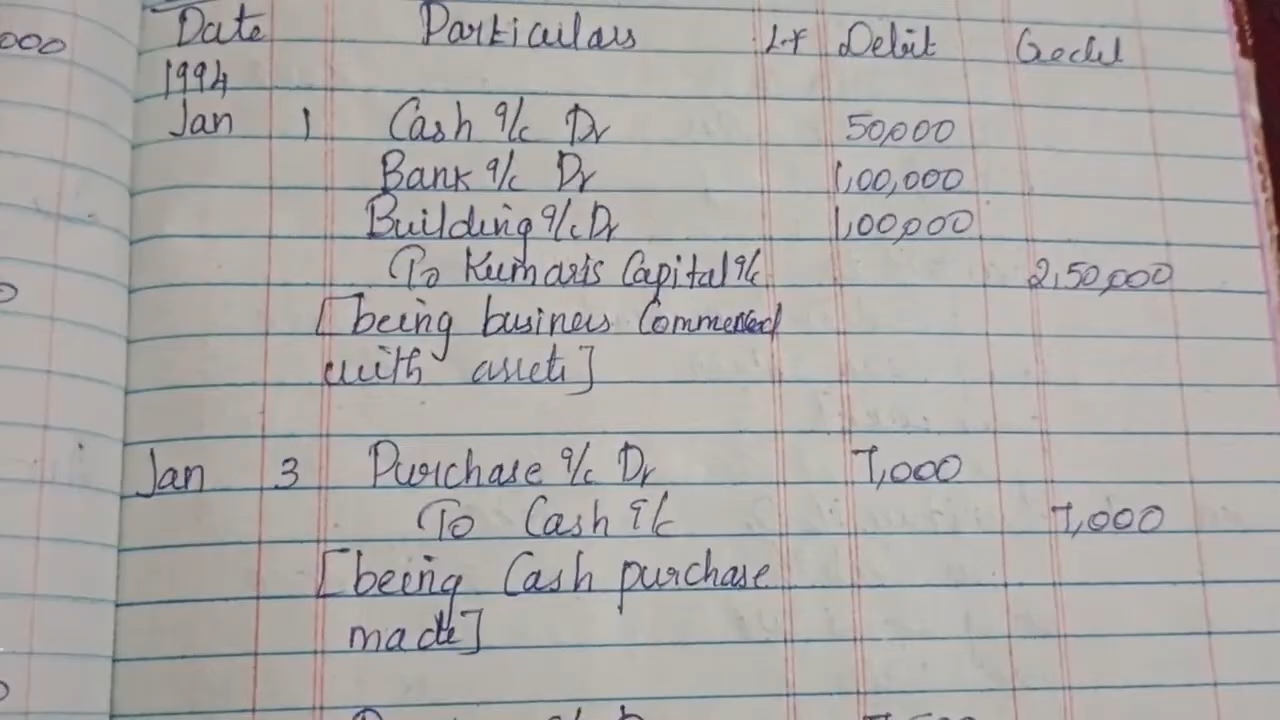 000
Date Particulars L.F Debit Credit
1994
Jan 1 Cash a/c Dr 50,000
Bank a/c Dr 1,00,000
Building a/c Dr 1,00,000
To Kumaris Capital a/c 2,50,000
[being business Commenced
with assets]
Jan 3 Purchase a/c Dr 7,000
To Cash a/c 7,000
[being Cash purchase
made]